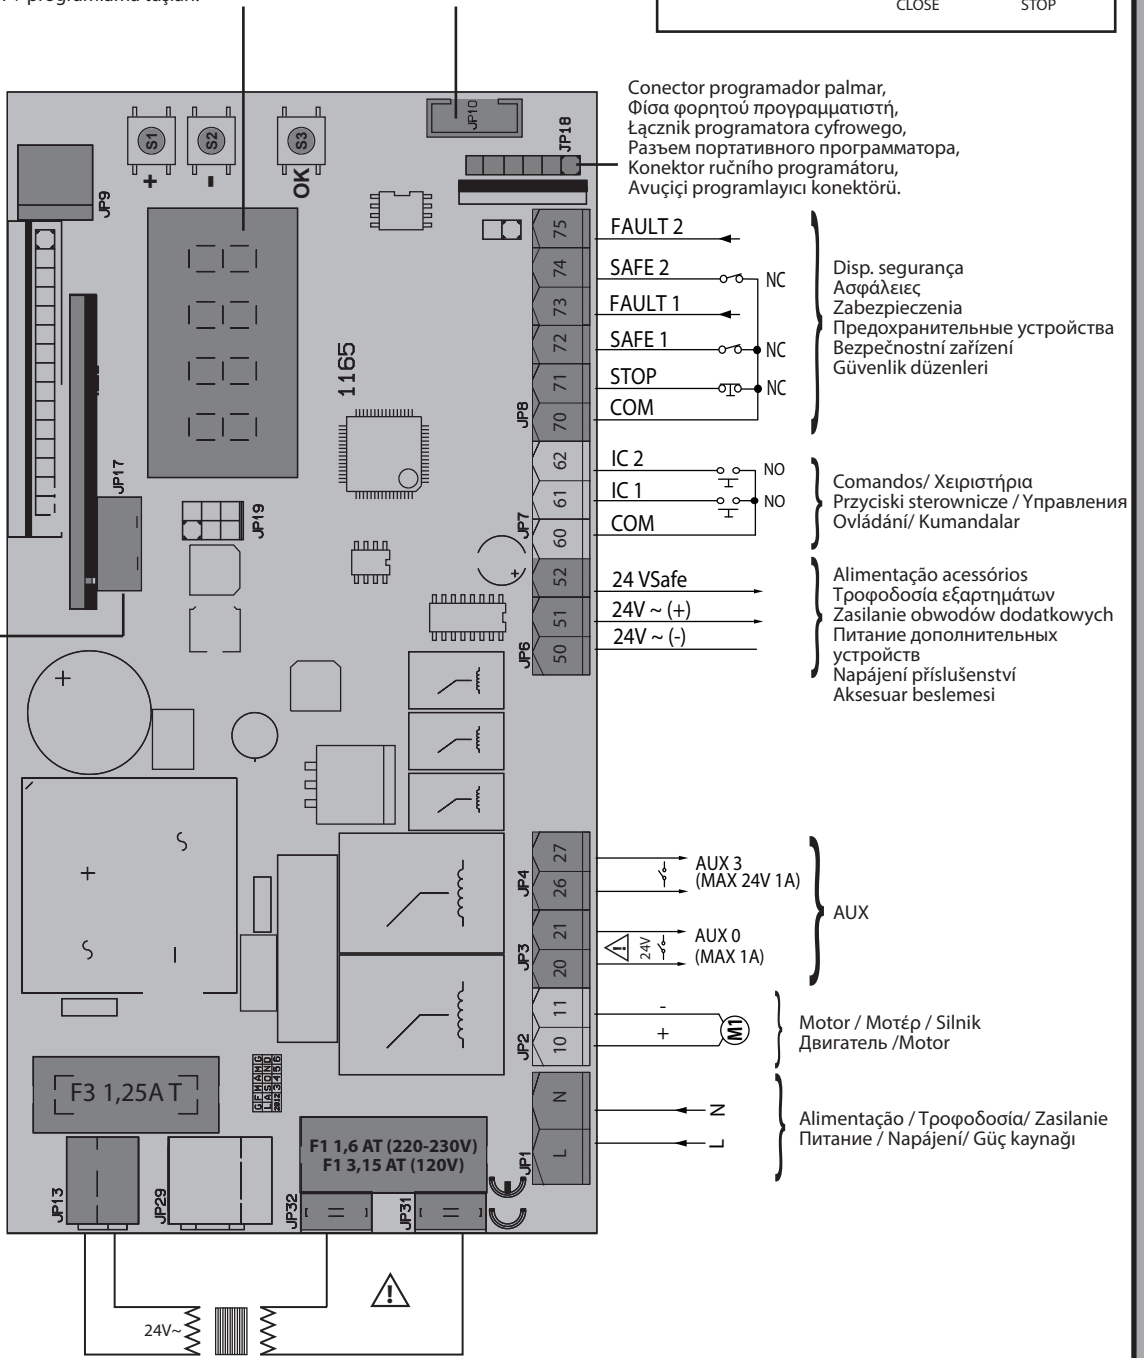 programlama tuşları.
CLOSE
STOP
Conector programador palmar,
Φίσα φορητού προγραμματιστή,
Łącznik programatora cyfrowego,
Разъем портативного программатора,
Konektor ručního programátoru,
Avuçiçi programlayıcı konektörü.
JP10
JP18
S1
S2
S3
+
-
OK
JP9
75
FAULT 2
74
SAFE 2
NC
73
FAULT 1
72
SAFE 1
NC
71
STOP
NC
70
COM
JP8
Disp. segurança
Ασφάλειες
Zabezpieczenia
Предохранительные устройства
Bezpečnostní zařízení
Güvenlik düzenleri
1165
JP17
JP19
62
IC 2
NO
61
IC 1
NO
60
COM
JP7
Comandos/ Χειριστήρια
Przyciski sterownicze / Управления
Ovládání/ Kumandalar
52
24 VSafe
51
24V ~ (+)
50
24V ~ (-)
JP6
+
Alimentação acessórios
Τροφοδοσία εξαρτημάτων
Zasilanie obwodów dodatkowych
Питание дополнительных
устройств
Napájení příslušenství
Aksesuar beslemesi
+
27
26
JP4
AUX 3
(MAX 24V 1A)
21
20
JP3
24V
AUX 0
(MAX 1A)
AUX
+
11
10
JP2
-
+
M1
Motor / Μοτέρ / Silnik
Двигатель /Motor
N
L
JP1
N
L
Alimentação / Τροφοδοσία/ Zasilanie
Питание / Napájení/ Güç kaynağı
F3 1,25A T
GFMAMG
LASOND
20123456
F1 1,6 AT (220-230V)
F1 3,15 AT (120V)
JP13
JP29
JP32
JP31
24V~